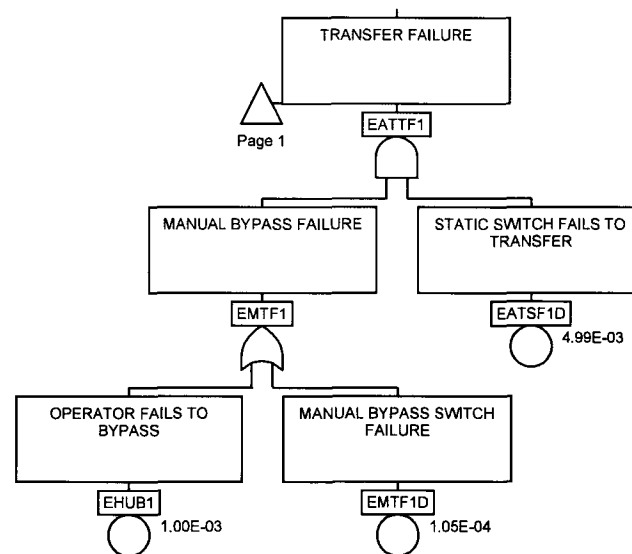 TRANSFER FAILURE
Page 1
EATTF1
MANUAL BYPASS FAILURE
STATIC SWITCH FAILS TO
TRANSFER
EMTF1
EATSF1D
4.99E-03
OPERATOR FAILS TO
BYPASS
MANUAL BYPASS SWITCH
FAILURE
EHUB1
1.00E-03
EMTF1D
1.05E-04